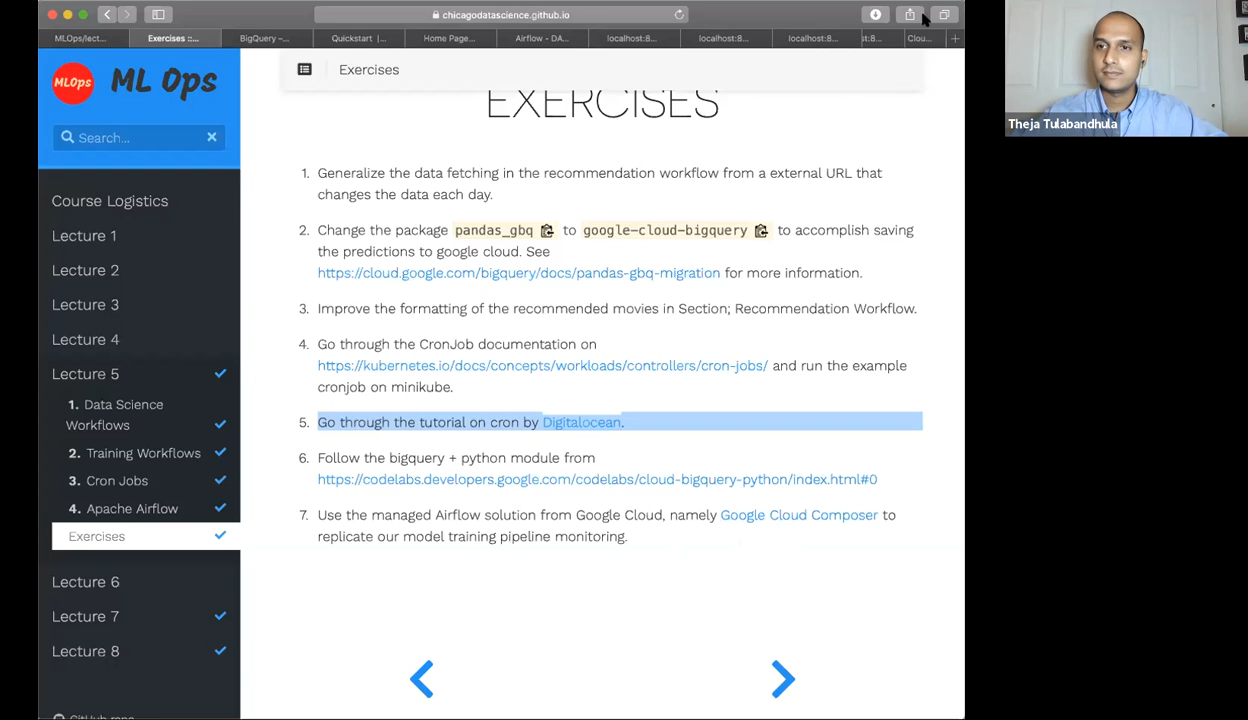 chicagodatascience.github.io
MLOps/lect...
Exercises ::...
BigQuery –...
Quickstart |...
Home Page...
Airflow - DA...
localhost:8...
localhost:8...
localhost:8...
st:8...
Clou...
MLOps
ML Ops
Search...
Course Logistics
Lecture 1
Lecture 2
Lecture 3
Lecture 4
Lecture 5
1. Data Science
Workflows
2. Training Workflows
3. Cron Jobs
4. Apache Airflow
Exercises
Lecture 6
Lecture 7
Lecture 8
GitHub repo
Exercises
EXERCISES
1. Generalize the data fetching in the recommendation workflow from a external URL that
changes the data each day.
2. Change the package pandas_gbq to google-cloud-bigquery to accomplish saving
the predictions to google cloud. See
https://cloud.google.com/bigquery/docs/pandas-gbq-migration for more information.
3. Improve the formatting of the recommended movies in Section; Recommendation Workflow.
4. Go through the CronJob documentation on
https://kubernetes.io/docs/concepts/workloads/controllers/cron-jobs/ and run the example
cronjob on minikube.
5. Go through the tutorial on cron by Digitalocean.
6. Follow the bigquery + python module from
https://codelabs.developers.google.com/codelabs/cloud-bigquery-python/index.html#0
7. Use the managed Airflow solution from Google Cloud, namely Google Cloud Composer to
replicate our model training pipeline monitoring.
Theja Tulabandhula